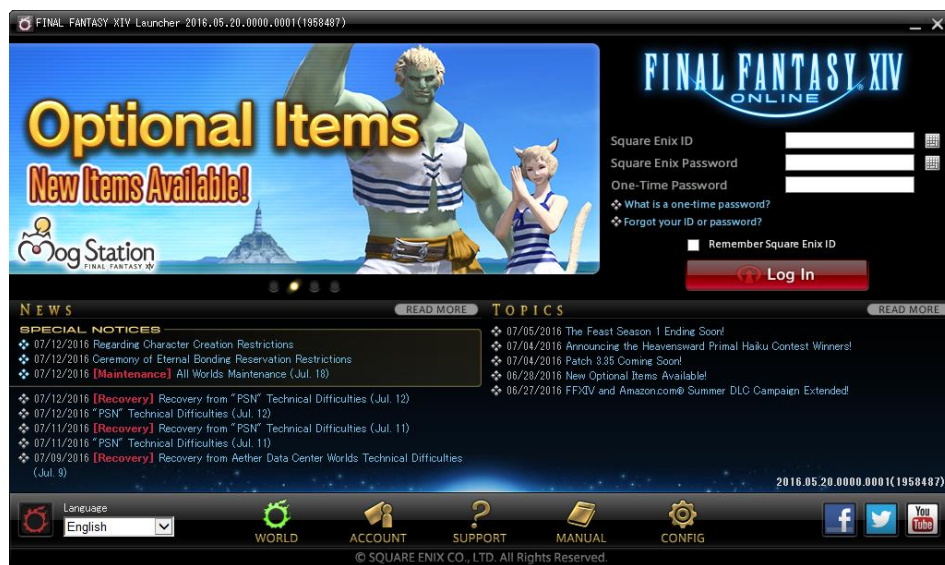 FINAL FANTASY XIV Launcher 2016.05.20.0000.0001(1958487)
Optional Items
New Items Available!
Mog Station
FINAL FANTASY XIV
FINAL FANTASY XIV
ONLINE
Square Enix ID
Square Enix Password
One-Time Password
What is a one-time password?
Forgot your ID or password?
Remember Square Enix ID
Log In
NEWS
READ MORE
SPECIAL NOTICES
07/12/2016 Regarding Character Creation Restrictions
07/12/2016 Ceremony of Eternal Bonding Reservation Restrictions
07/12/2016 [Maintenance] All Worlds Maintenance (Jul. 18)
07/12/2016 [Recovery] Recovery from "PSN" Technical Difficulties (Jul. 12)
07/12/2016 "PSN" Technical Difficulties (Jul. 12)
07/11/2016 [Recovery] Recovery from "PSN" Technical Difficulties (Jul. 11)
07/11/2016 "PSN" Technical Difficulties (Jul. 11)
07/09/2016 [Recovery] Recovery from Aether Data Center Worlds Technical Difficulties
(Jul. 9)
TOPICS
READ MORE
07/05/2016 The Feast Season 1 Ending Soon!
07/04/2016 Announcing the Heavensward Primal Haiku Contest Winners!
07/04/2016 Patch 3.35 Coming Soon!
06/28/2016 New Optional Items Available!
06/27/2016 FFXIV and Amazon.com® Summer DLC Campaign Extended!
2016.05.20.0000.0001(1958487)
Language
English
WORLD
ACCOUNT
SUPPORT
MANUAL
CONFIG
f
You
Tube
© SQUARE ENIX CO., LTD. All Rights Reserved.